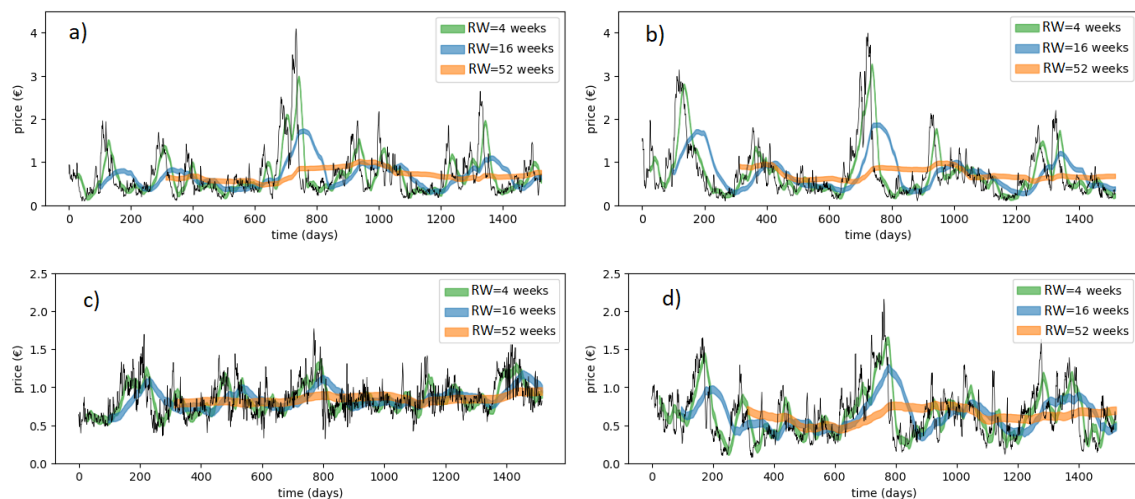 a)
RW=4 weeks
RW=16 weeks
RW=52 weeks
price (€)
4
3
2
1
0
0 200 400 600 800 1000 1200 1400
time (days)
b)
RW=4 weeks
RW=16 weeks
RW=52 weeks
price (€)
4
3
2
1
0
0 200 400 600 800 1000 1200 1400
time (days)
c)
RW=4 weeks
RW=16 weeks
RW=52 weeks
price (€)
2.5
2.0
1.5
1.0
0.5
0.0
0 200 400 600 800 1000 1200 1400
time (days)
d)
RW=4 weeks
RW=16 weeks
RW=52 weeks
price (€)
2.5
2.0
1.5
1.0
0.5
0.0
0 200 400 600 800 1000 1200 1400
time (days)